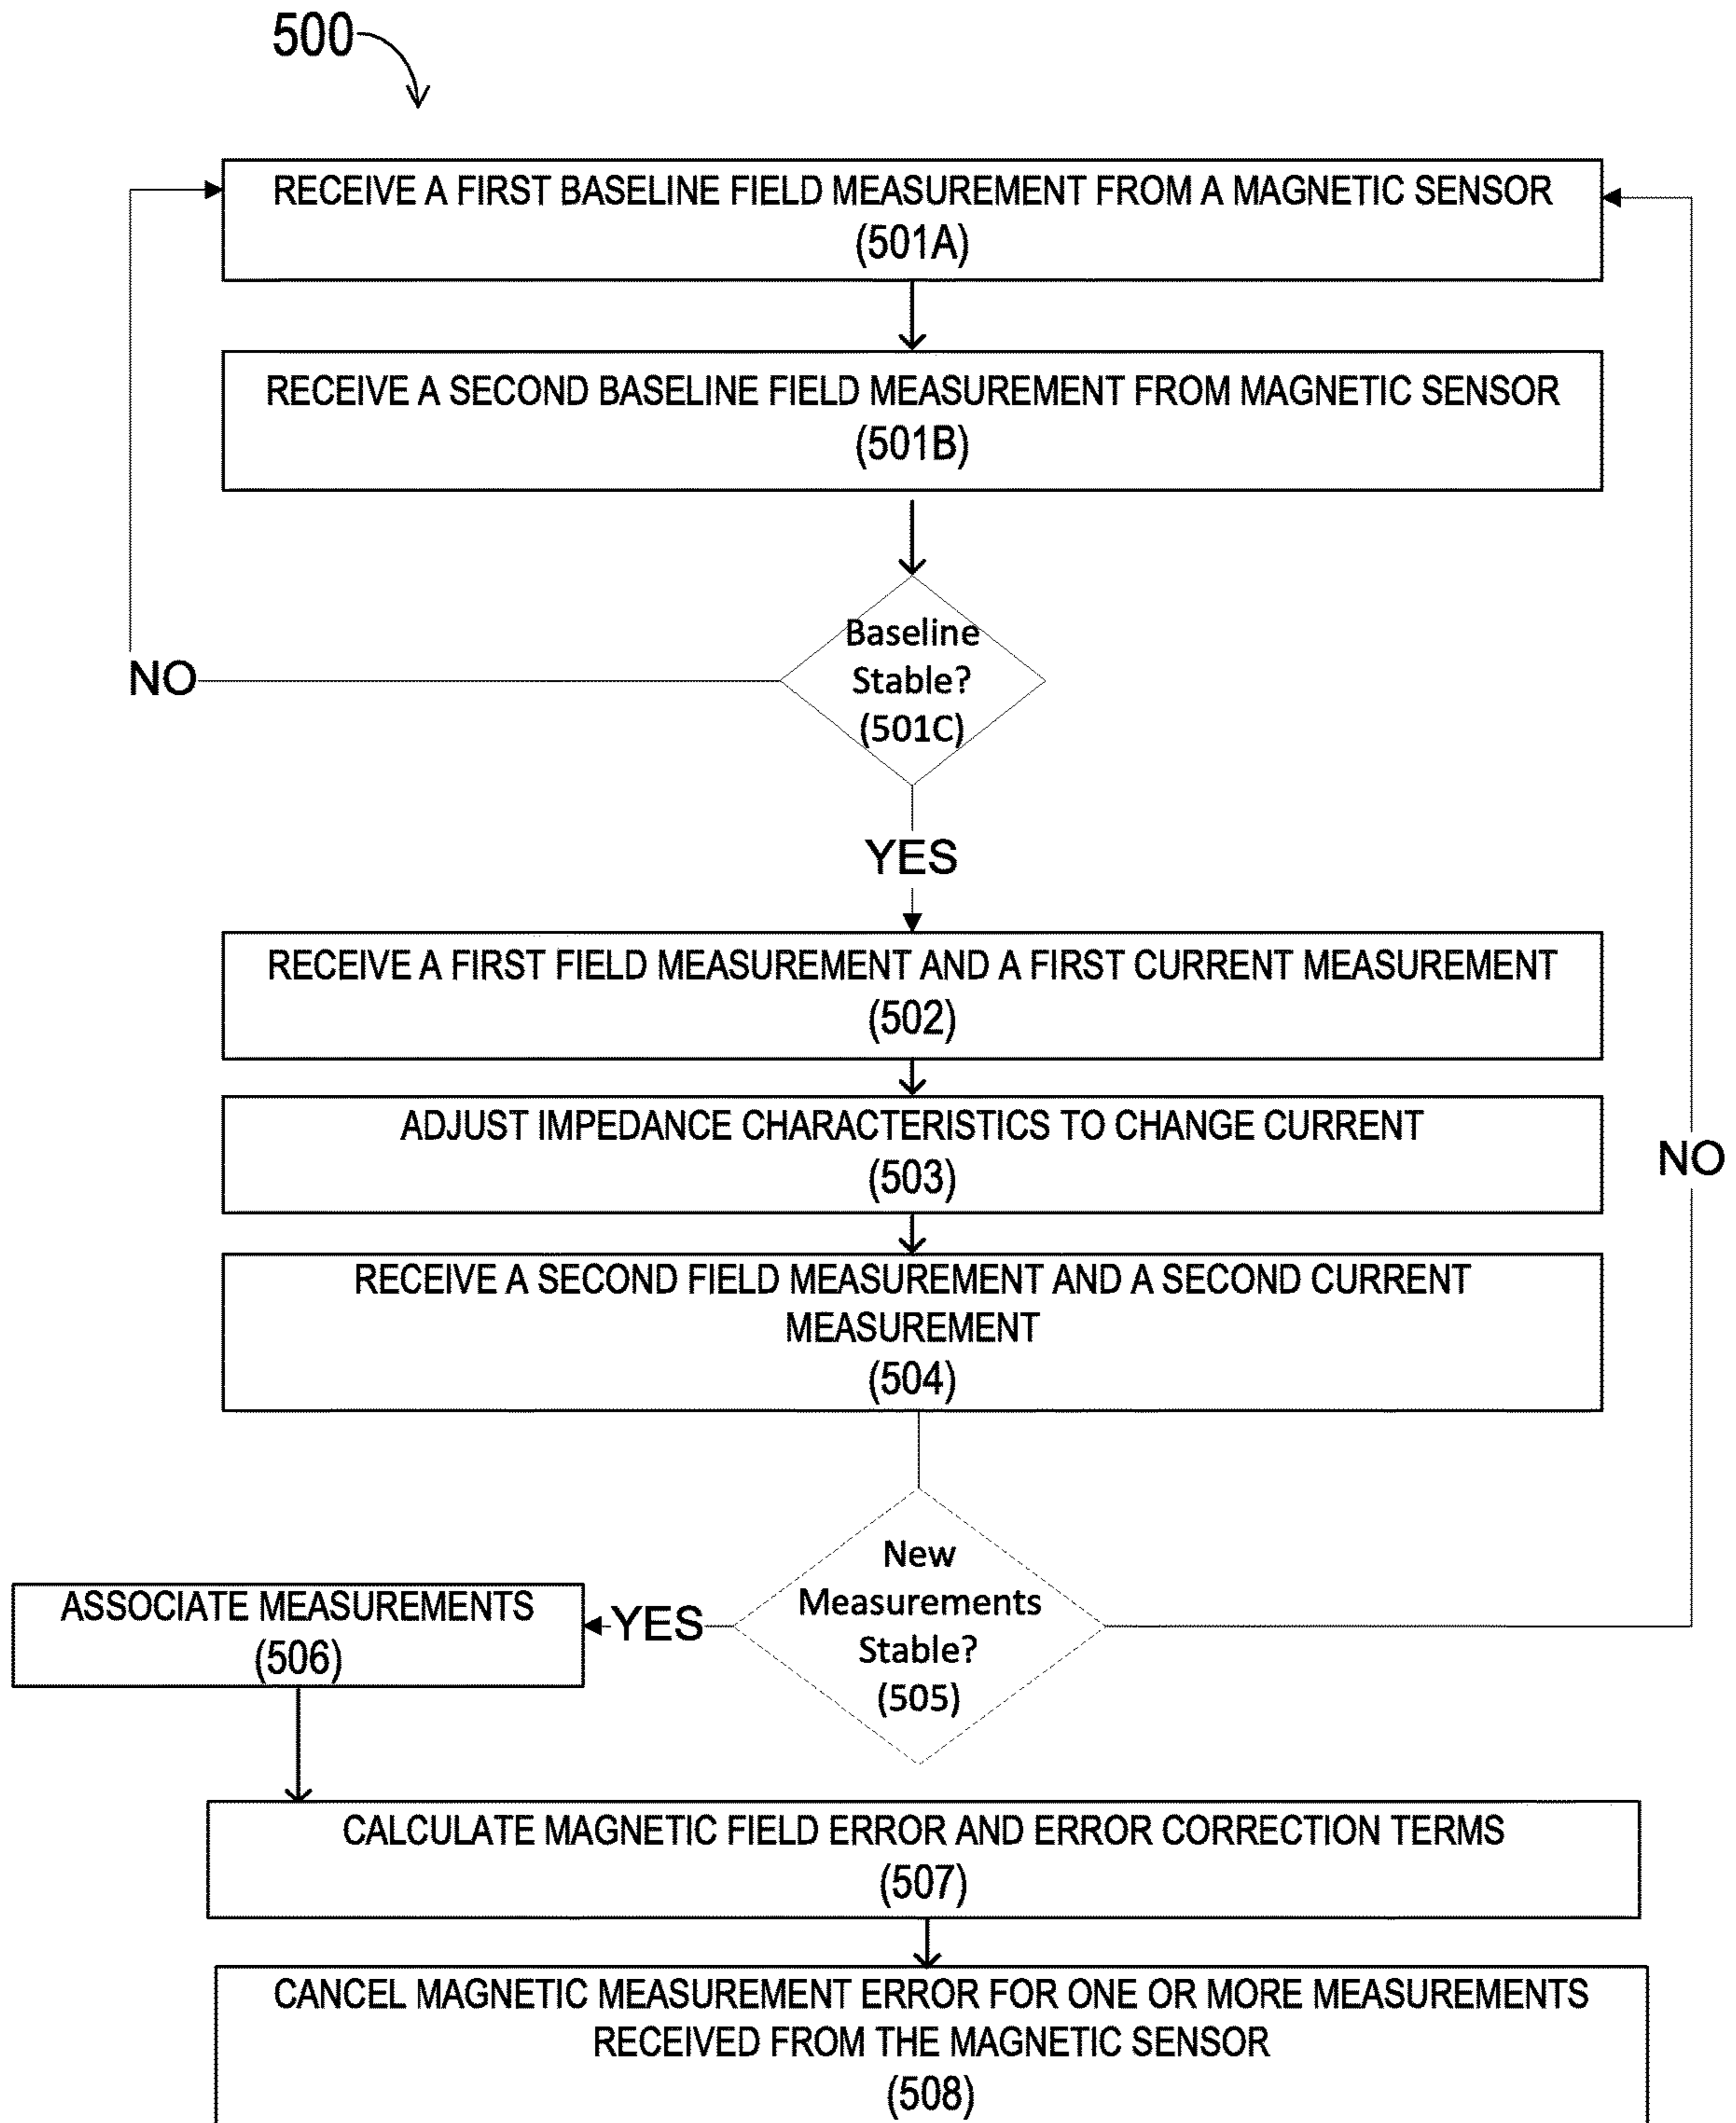 500
RECEIVE A FIRST BASELINE FIELD MEASUREMENT FROM A MAGNETIC SENSOR
(501A)
RECEIVE A SECOND BASELINE FIELD MEASUREMENT FROM MAGNETIC SENSOR
(501B)
Baseline
Stable?
(501C)
NO
YES
RECEIVE A FIRST FIELD MEASUREMENT AND A FIRST CURRENT MEASUREMENT
(502)
ADJUST IMPEDANCE CHARACTERISTICS TO CHANGE CURRENT
(503)
NO
RECEIVE A SECOND FIELD MEASUREMENT AND A SECOND CURRENT
MEASUREMENT
(504)
New
Measurements
Stable?
(505)
YES
ASSOCIATE MEASUREMENTS
(506)
CALCULATE MAGNETIC FIELD ERROR AND ERROR CORRECTION TERMS
(507)
CANCEL MAGNETIC MEASUREMENT ERROR FOR ONE OR MORE MEASUREMENTS
RECEIVED FROM THE MAGNETIC SENSOR
(508)